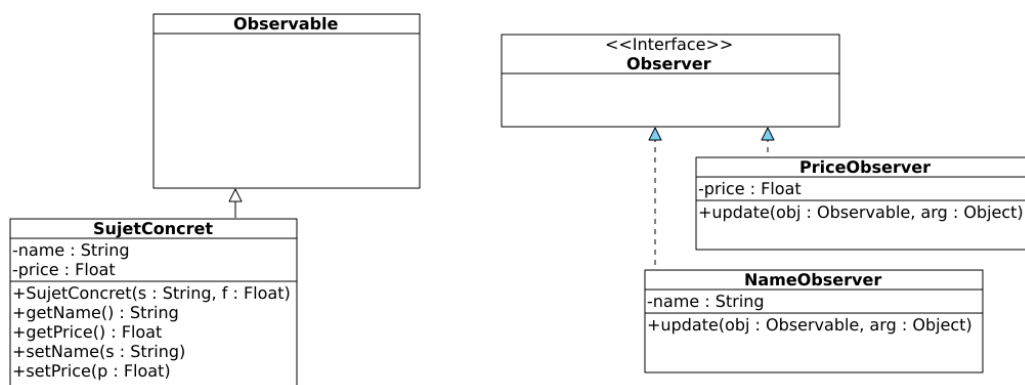 Observable
<<Interface>>
Observer
PriceObserver
-price : Float
+update(obj : Observable, arg : Object)
SujetConcret
-name : String
-price : Float
+SujetConcret(s : String, f : Float)
+getName() : String
+getPrice() : Float
+setName(s : String)
+setPrice(p : Float)
NameObserver
-name : String
+update(obj : Observable, arg : Object)